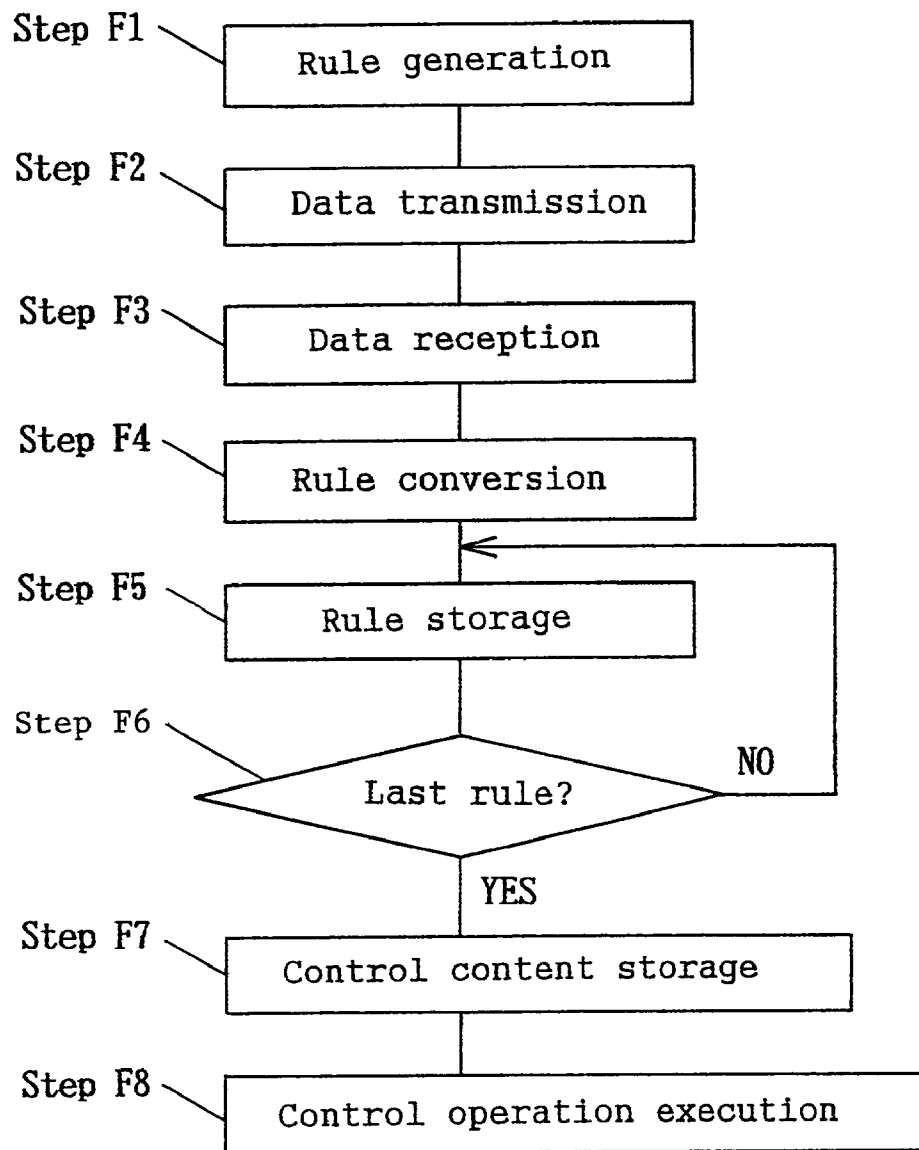 Step F1
Rule generation
Step F2
Data transmission
Step F3
Data reception
Step F4
Rule conversion
Step F5
Rule storage
Step F6
Last rule?
NO
YES
Step F7
Control content storage
Step F8
Control operation execution